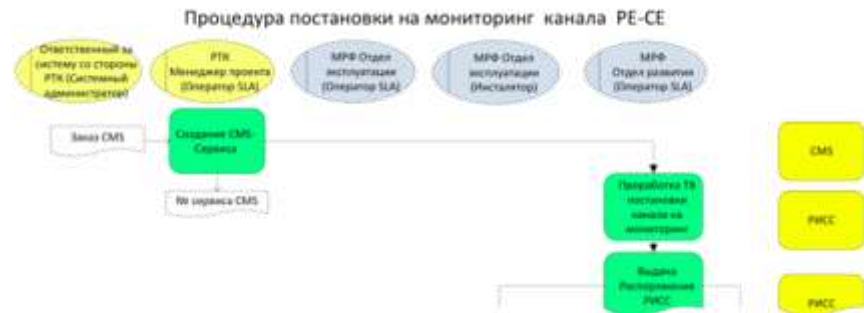 Процедура постановки на мониторинг канала PE-CE
Ответственный за
систему со стороны
РТК (Системный
администратор)
РТК
Менеджер проекта
(Оператор SLA)
МРФ Отдел
эксплуатации
(Оператор SLA)
МРФ Отдел
эксплуатации
(Инсталятор)
МРФ
Отдел развития
(Оператор SLA)
Заказ CMS
Создание CMS-
Сервиса
CMS
№ сервиса CMS
Проработка ТВ
постановки
канала на
мониторинг
РИСС
Выдача
Распоряжения
РИСС
РИСС